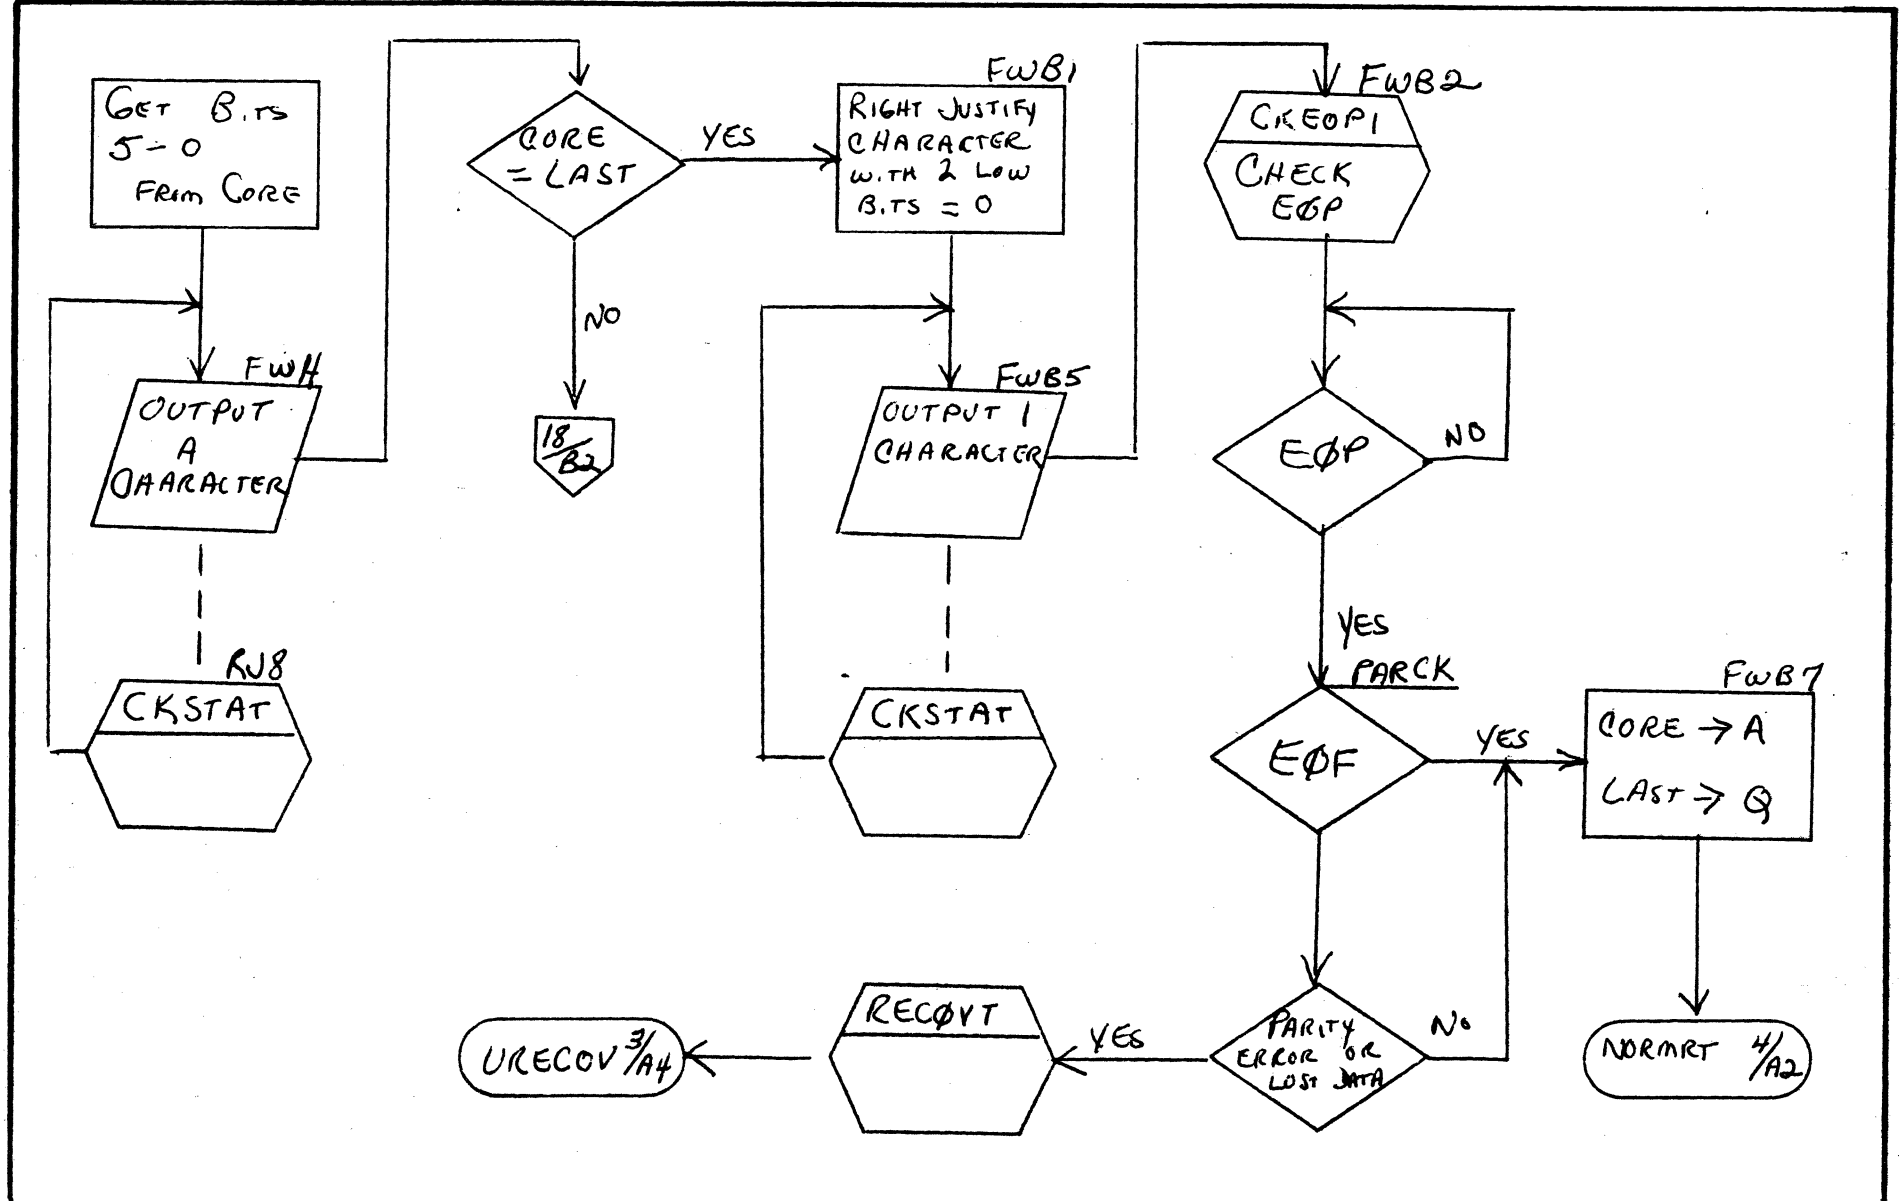 GET BITS
5-0
FROM CORE
FWH
OUTPUT
A
CHARACTER
RW8
CKSTAT
CORE
= LAST
YES
NO
18/B2
FWB1
RIGHT JUSTIFY
CHARACTER
WITH 2 LOW
BITS = 0
FWB5
OUTPUT 1
CHARACTER
CKSTAT
FWB2
CKEOP1
CHECK
EØP
EØP
NO
YES
PARCK
EØF
YES
FWB7
CORE → A
LAST → Q
PARITY
ERROR OR
LOST DATA
NO
YES
RECØVT
URECOV 3/A4
NORMRT 4/A2